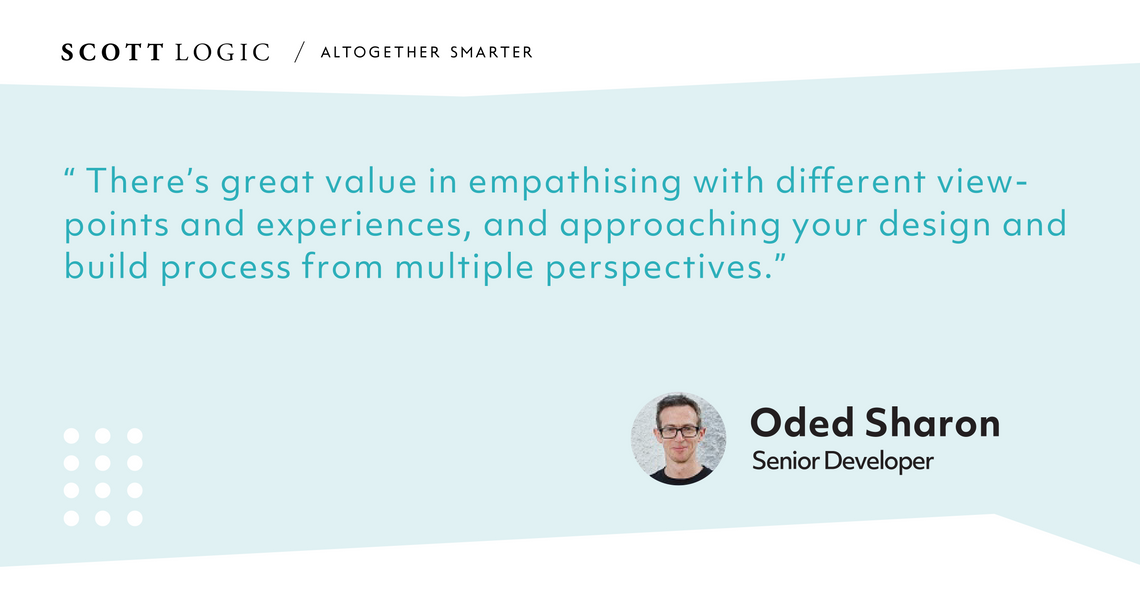 SCOTT LOGIC / ALTOGETHER SMARTER
“ There’s great value in empathising with different view-
points and experiences, and approaching your design and
build process from multiple perspectives.”
Oded Sharon
Senior Developer